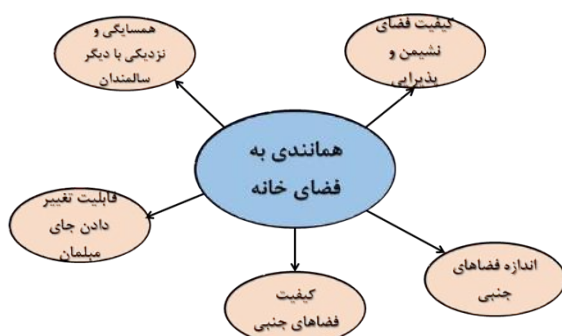 همسایگی و
نزدیکی با دیگر
سالمندان
کیفیت فضای
نشیمن و
پذیرایی
همانندی به
فضای خانه
قابلیت تغییر
دادن جای
مبلمان
کیفیت
فضاهای جنبی
اندازه فضاهای
جنبی